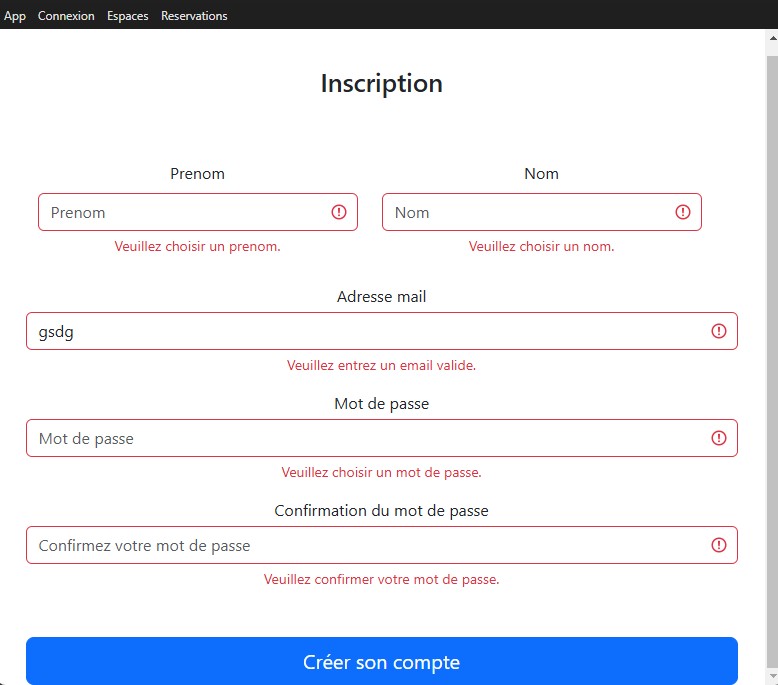 App Connexion Espaces Reservations
Inscription
Prenom Nom
Prenom Nom
Veuillez choisir un prenom. Veuillez choisir un nom.
Adresse mail
gsdg
Veuillez entrez un email valide.
Mot de passe
Mot de passe
Veuillez choisir un mot de passe.
Confirmation du mot de passe
Confirmez votre mot de passe
Veuillez confirmer votre mot de passe.
Créer son compte